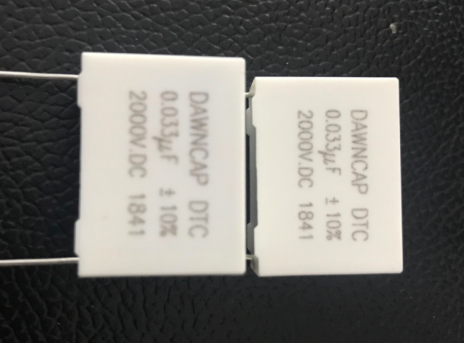 DAWNCAP DTC
0.033μF ±10%
2000V.DC 1841
DAWNCAP DTC
0.033μF ±10%
2000V.DC 1841